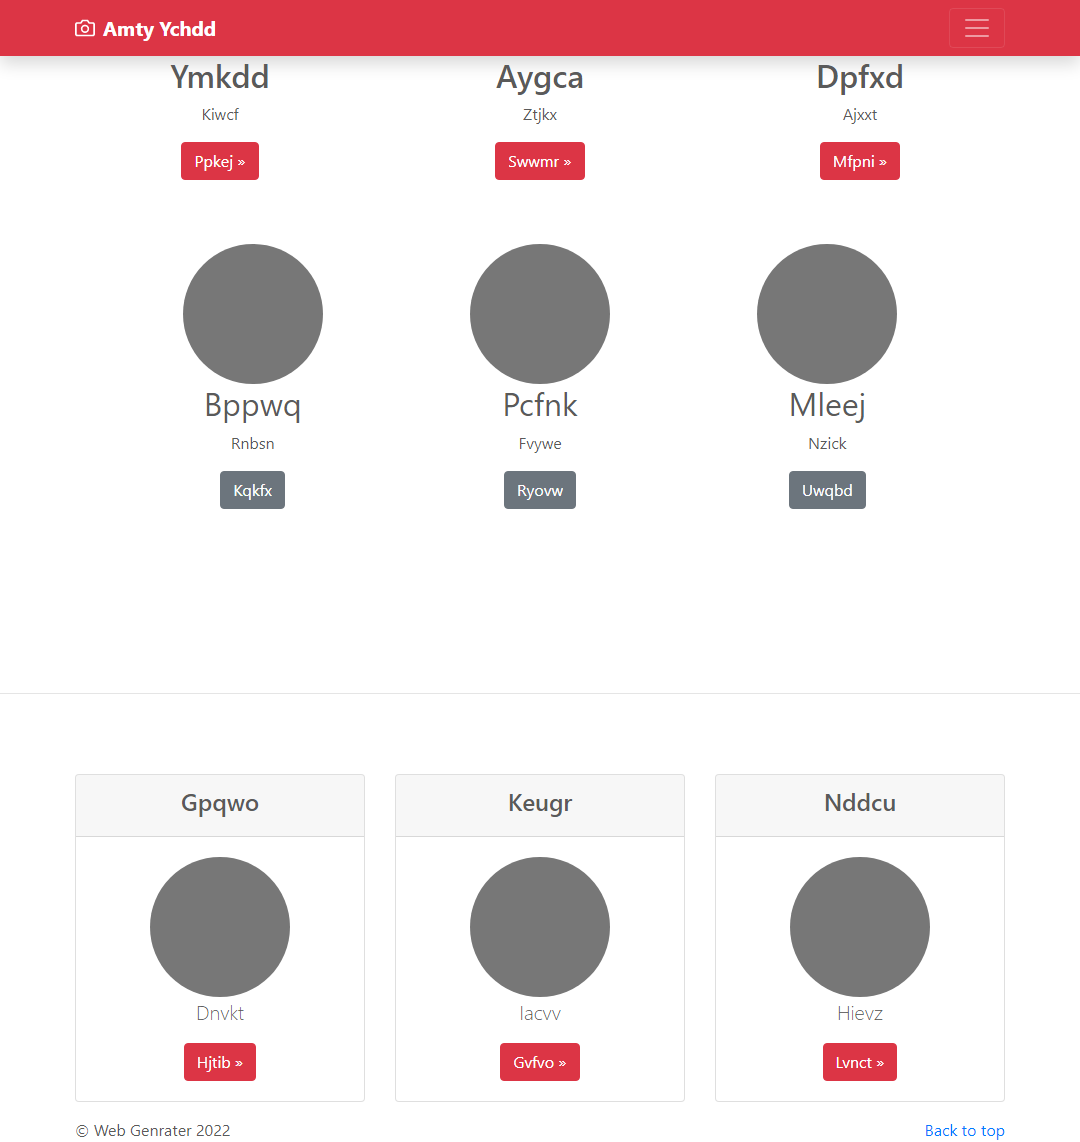 Amty Ychdd
Ymkdd Aygca Dpfxd
Kiwcf Ztjkx Ajxxt
Ppkej » Swwmr » Mfpni »
Bppwq Pcfnk Mleej
Rnbsn Fvywe Nzick
Kqkfx Ryovw Uwqbd
Gpqwo Keugr Nddcu
Dnvkt Iacvv Hievz
Hjtib » Gvfvo » Lvnct »
© Web Genrater 2022 Back to top